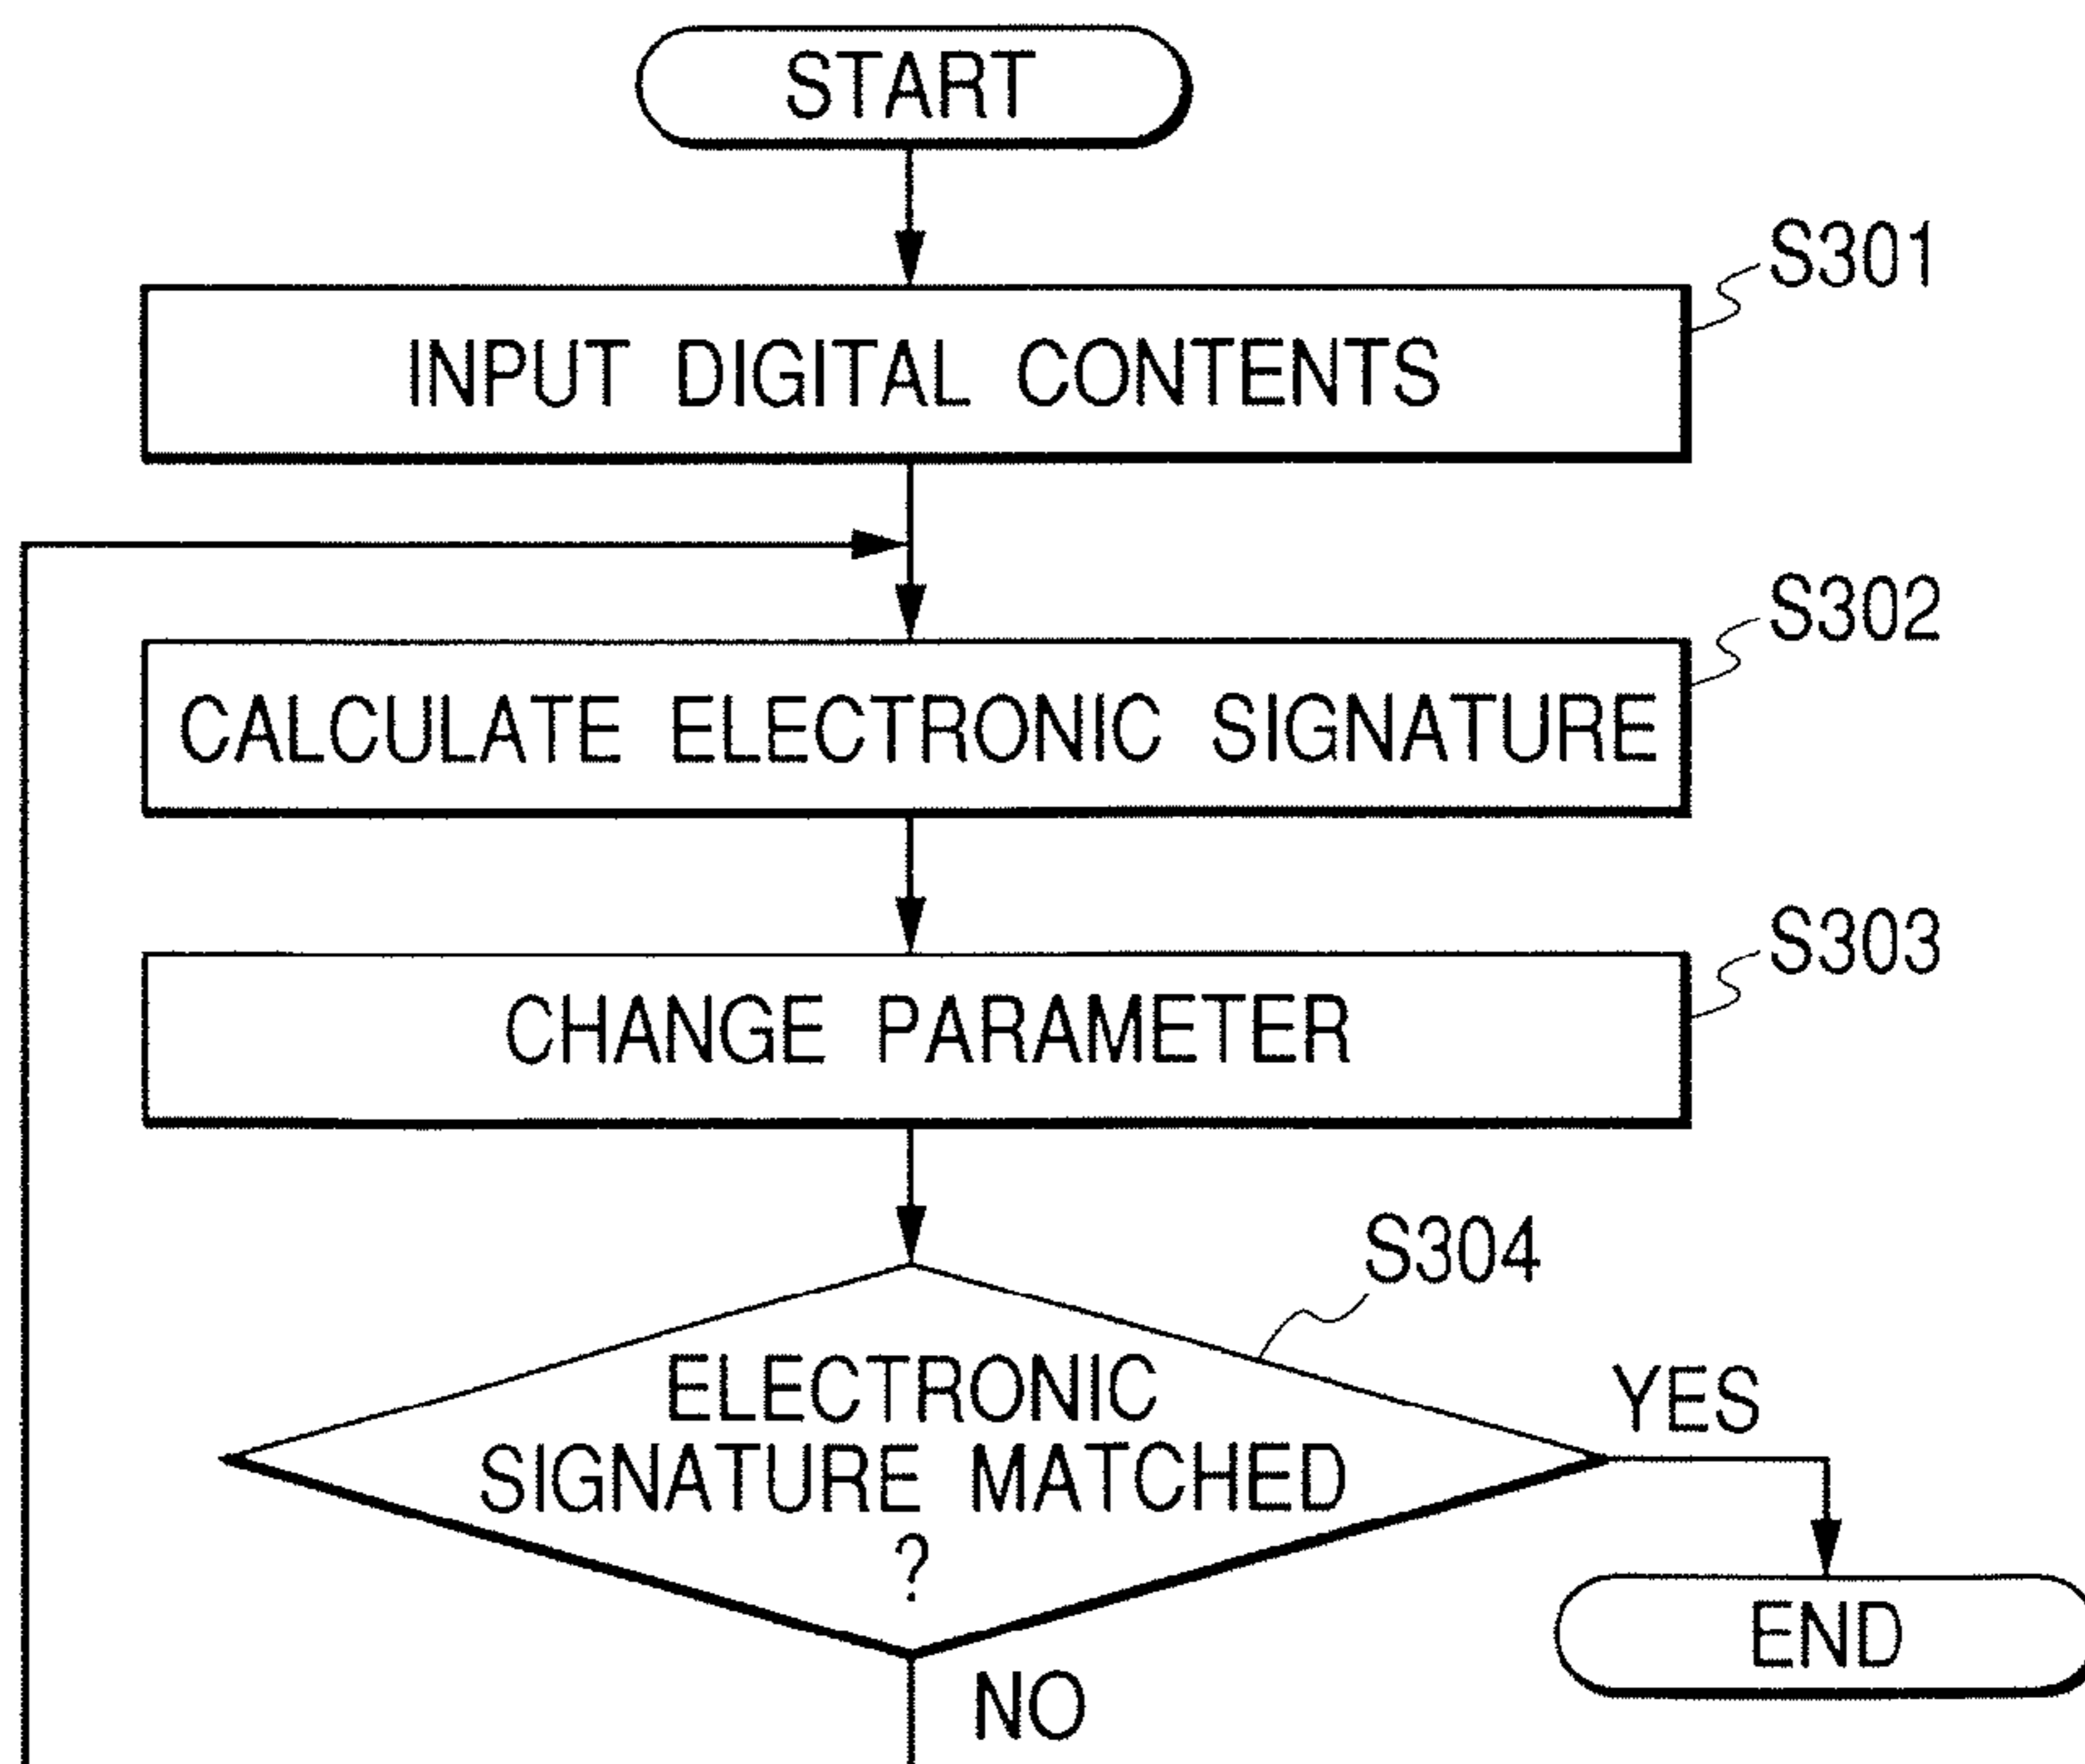 START
S301
INPUT DIGITAL CONTENTS
S302
CALCULATE ELECTRONIC SIGNATURE
S303
CHANGE PARAMETER
S304
ELECTRONIC
SIGNATURE MATCHED
?
YES
END
NO